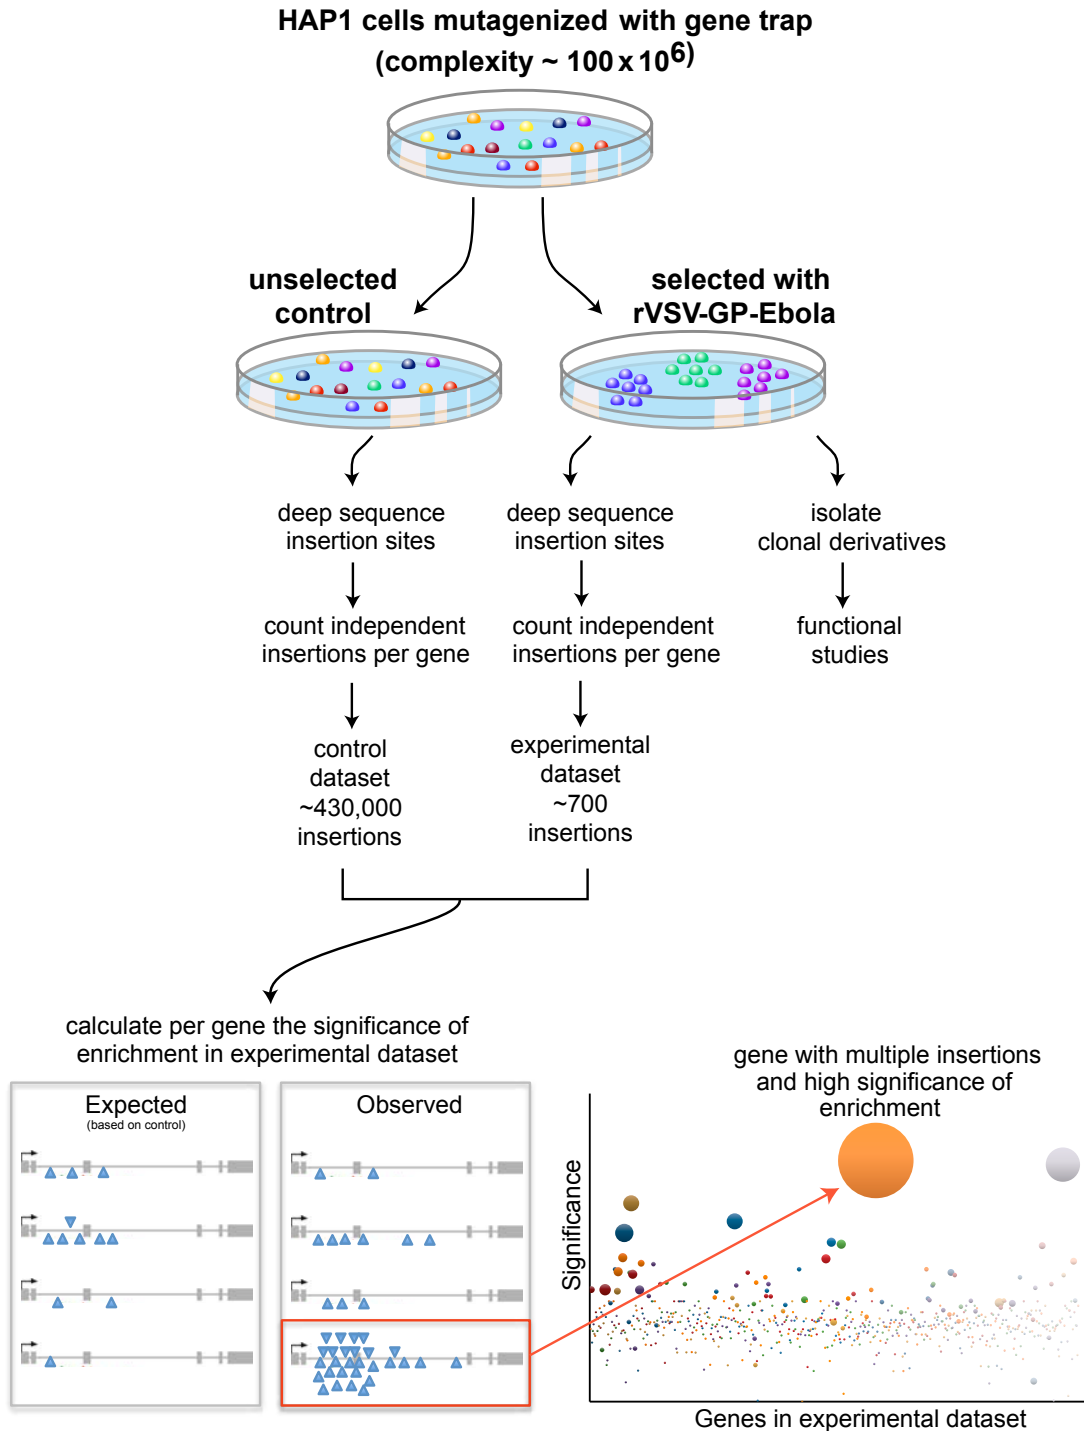 HAP1 cells mutagenized with gene trap
(complexity ~ 100 x 10⁶)
unselected
control
selected with
rVSV-GP-Ebola
deep sequence
insertion sites
deep sequence
insertion sites
isolate
clonal derivatives
count independent
insertions per gene
count independent
insertions per gene
functional
studies
control
dataset
~430,000
insertions
experimental
dataset
~700
insertions
calculate per gene the significance of
enrichment in experimental dataset
Expected
(based on control)
Observed
gene with multiple insertions
and high significance of
enrichment
Significance
Genes in experimental dataset